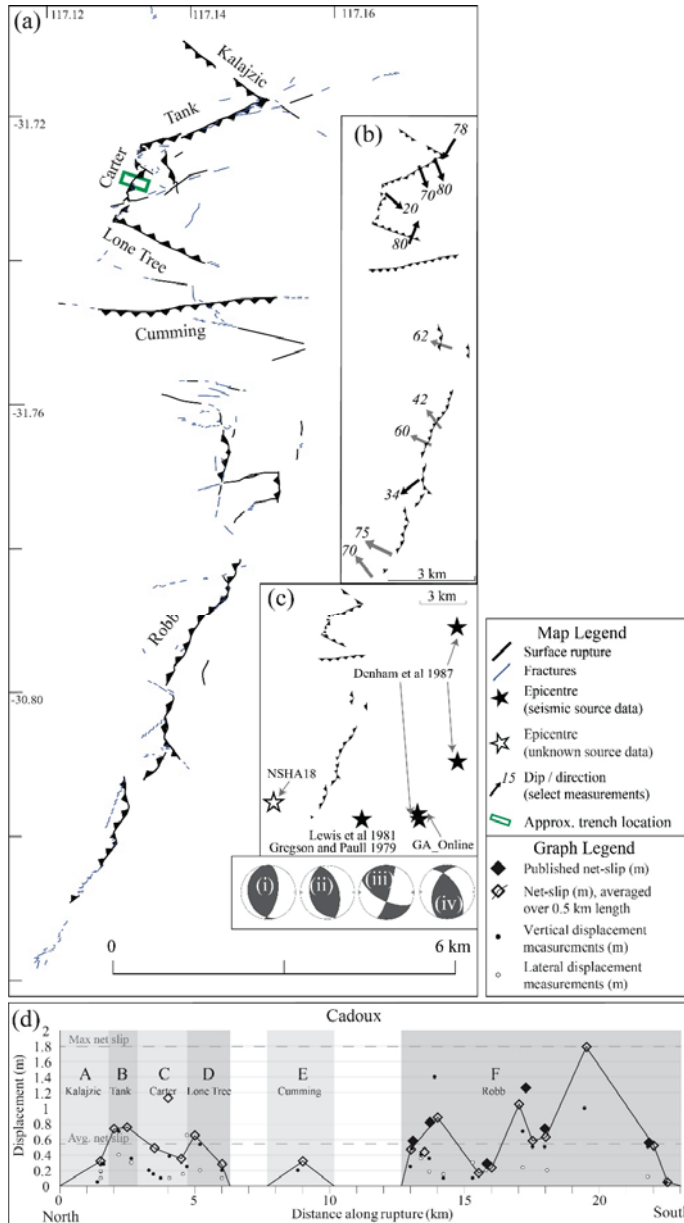 117.12
117.14
117.16
(a)
Kalajzic
Tank
-31.72
Carter
Lone Tree
Cumming
-31.76
Robb
-30.80
0
6 km
(b)
78
70
80
20
80
62
42
60
34
75
70
3 km
(c)
3 km
Denham et al 1987
NSHA18
Lewis et al 1981
Gregson and Paull 1979
GA_Online
(i)
(ii)
(iii)
(iv)
Map Legend
Surface rupture
Fractures
Epicentre
(seismic source data)
Epicentre
(unknown source data)
15
Dip / direction
(select measurements)
Approx. trench location
Graph Legend
Published net-slip (m)
Net-slip (m), averaged
over 0.5 km length
Vertical displacement
measurements (m)
Lateral displacement
measurements (m)
(d)
Cadoux
Displacement (m)
2
1.8
1.6
1.4
1.2
1
0.8
0.6
0.4
0.2
0
Max net slip
Avg. net slip
A
B
C
D
E
F
Kalajzic
Tank
Carter
Lone Tree
Cumming
Robb
0
5
10
15
20
North
Distance along rupture (km)
South